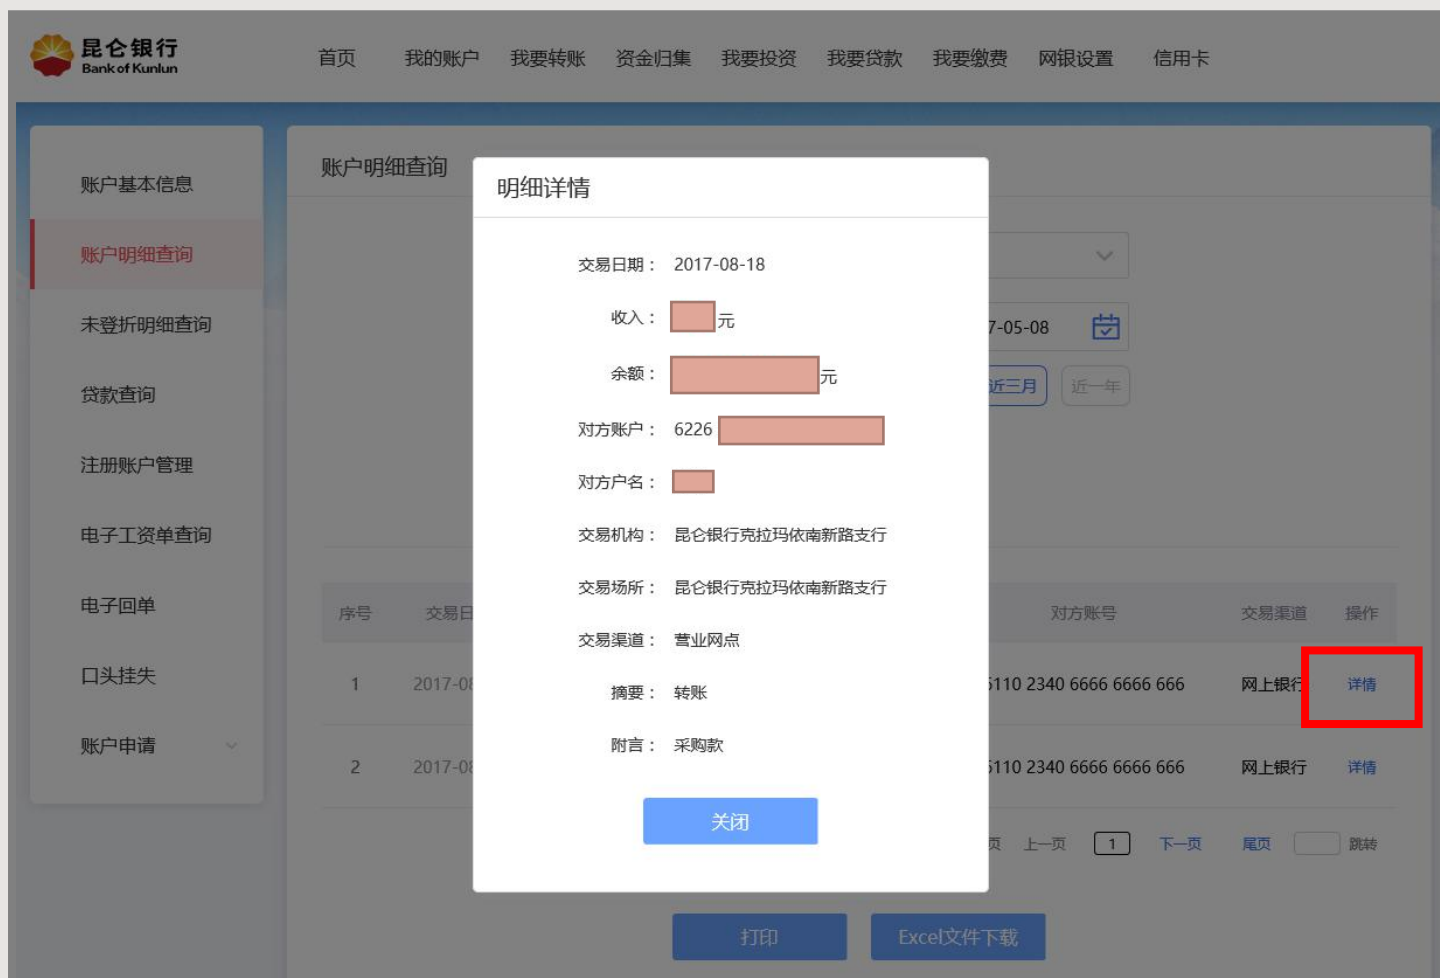 昆仑银行
Bank of Kunlun
首页 我的账户 我要转账 资金归集 我要投资 我要贷款 我要缴费 网银设置 信用卡
账户基本信息
账户明细查询
未登折明细查询
贷款查询
注册账户管理
电子工资单查询
电子回单
口头挂失
账户申请
账户明细查询
7-05-08
近三月 近一年
明细详情
交易日期： 2017-08-18
收入： 元
余额： 元
对方账户： 6226
对方户名：
交易机构： 昆仑银行克拉玛依南新路支行
交易场所： 昆仑银行克拉玛依南新路支行
交易渠道： 营业网点
摘要： 转账
附言： 采购款
关闭
序号 交易日 对方账号 交易渠道 操作
1 2017-08 5110 2340 6666 6666 666 网上银行 详情
2 2017-08 5110 2340 6666 6666 666 网上银行 详情
页 上一页 1 下一页 尾页 跳转
打印 Excel文件下载